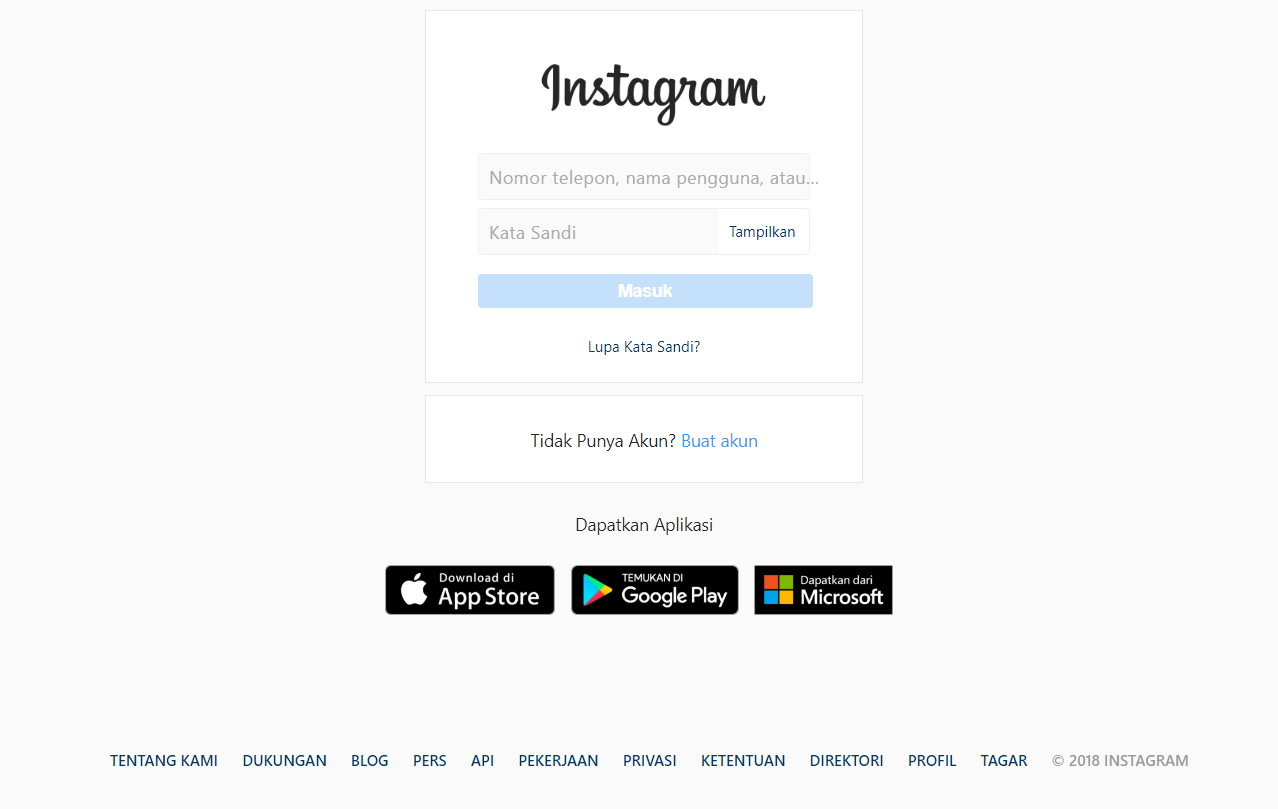 Instagram
Nomor telepon, nama pengguna, atau...
Kata Sandi
Tampilkan
Masuk
Lupa Kata Sandi?
Tidak Punya Akun? Buat akun
Dapatkan Aplikasi
Download di
App Store
TEMUKAN DI
Google Play
Dapatkan dari
Microsoft
TENTANG KAMI DUKUNGAN BLOG PERS API PEKERJAAN PRIVASI KETENTUAN DIREKTORI PROFIL TAGAR © 2018 INSTAGRAM